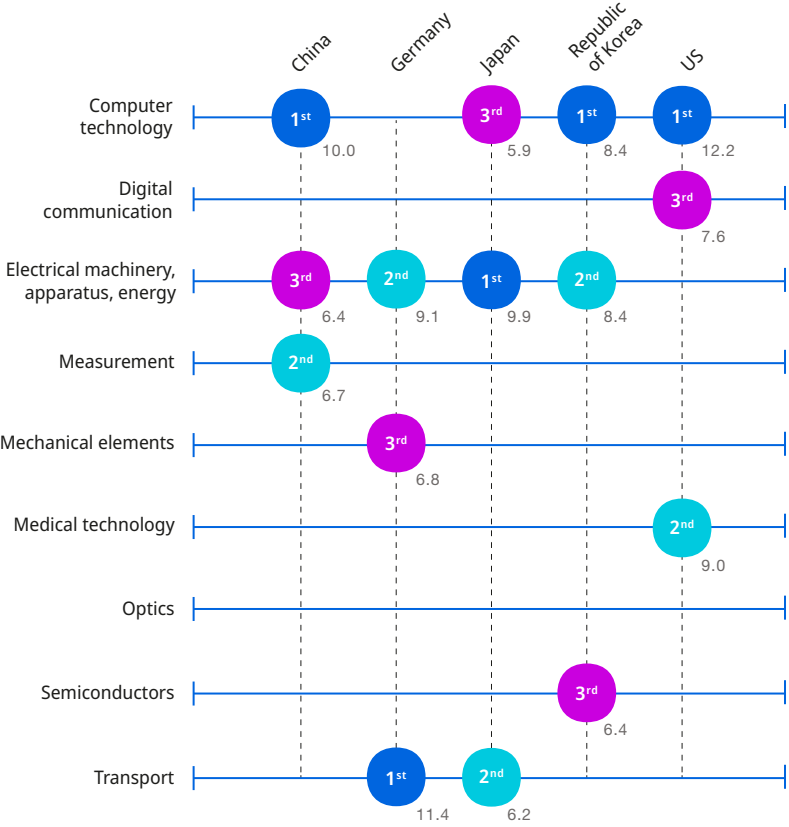 China
Germany
Japan
Republic
of Korea
US
Computer
technology
1st
3rd
1st
1st
10.0
5.9
8.4
12.2
Digital
communication
3rd
7.6
Electrical machinery,
apparatus, energy
3rd
2nd
1st
2nd
6.4
9.1
9.9
8.4
Measurement
2nd
6.7
Mechanical elements
3rd
6.8
Medical technology
2nd
9.0
Optics
Semiconductors
3rd
6.4
Transport
1st
2nd
11.4
6.2